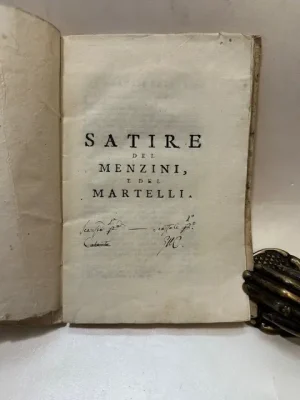 SATIRE
DEL
MENZINI,
E DEL
MARTELLI.